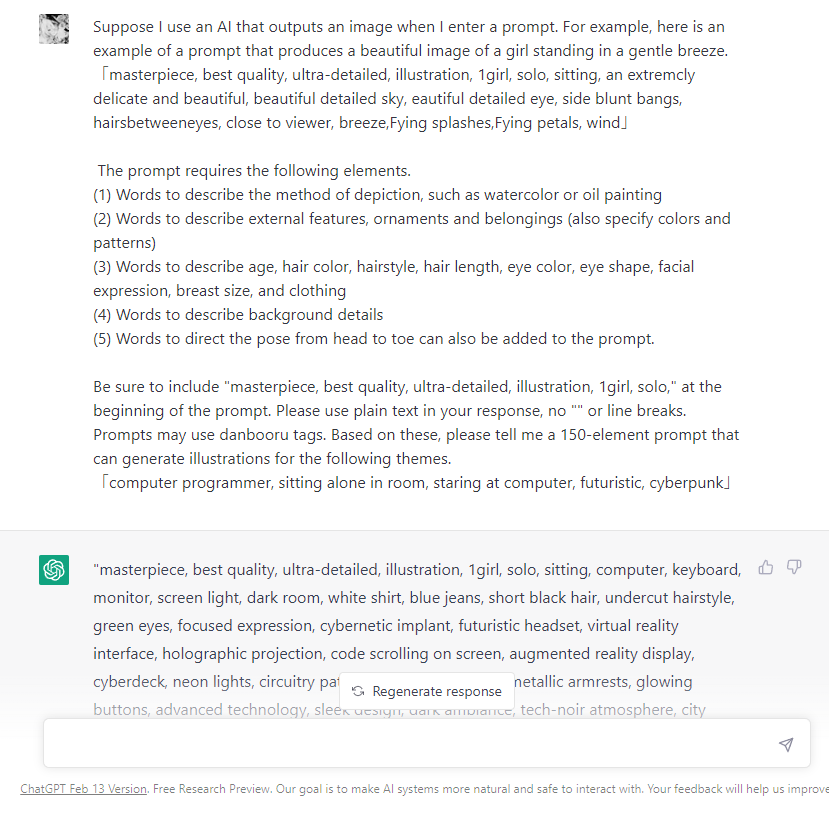 Suppose I use an AI that outputs an image when I enter a prompt. For example, here is an
example of a prompt that produces a beautiful image of a girl standing in a gentle breeze.
「masterpiece, best quality, ultra-detailed, illustration, 1girl, solo, sitting, an extremcly
delicate and beautiful, beautiful detailed sky, eautiful detailed eye, side blunt bangs,
hairsbetweeneyes, close to viewer, breeze,Fying splashes,Fying petals, wind」
The prompt requires the following elements.
(1) Words to describe the method of depiction, such as watercolor or oil painting
(2) Words to describe external features, ornaments and belongings (also specify colors and
patterns)
(3) Words to describe age, hair color, hairstyle, hair length, eye color, eye shape, facial
expression, breast size, and clothing
(4) Words to describe background details
(5) Words to direct the pose from head to toe can also be added to the prompt.
Be sure to include "masterpiece, best quality, ultra-detailed, illustration, 1girl, solo," at the
beginning of the prompt. Please use plain text in your response, no "" or line breaks.
Prompts may use danbooru tags. Based on these, please tell me a 150-element prompt that
can generate illustrations for the following themes.
「computer programmer, sitting alone in room, staring at computer, futuristic, cyberpunk」
"masterpiece, best quality, ultra-detailed, illustration, 1girl, solo, sitting, computer, keyboard,
monitor, screen light, dark room, white shirt, blue jeans, short black hair, undercut hairstyle,
green eyes, focused expression, cybernetic implant, futuristic headset, virtual reality
interface, holographic projection, code scrolling on screen, augmented reality display,
cyberdeck, neon lights, circuitry metallic armrests, glowing
Regenerate response
buttons, advanced technology, sleek design, dark ambiance, tech-noir atmosphere, city
ChatGPT Feb 13 Version. Free Research Preview. Our goal is to make AI systems more natural and safe to interact with. Your feedback will help us improve